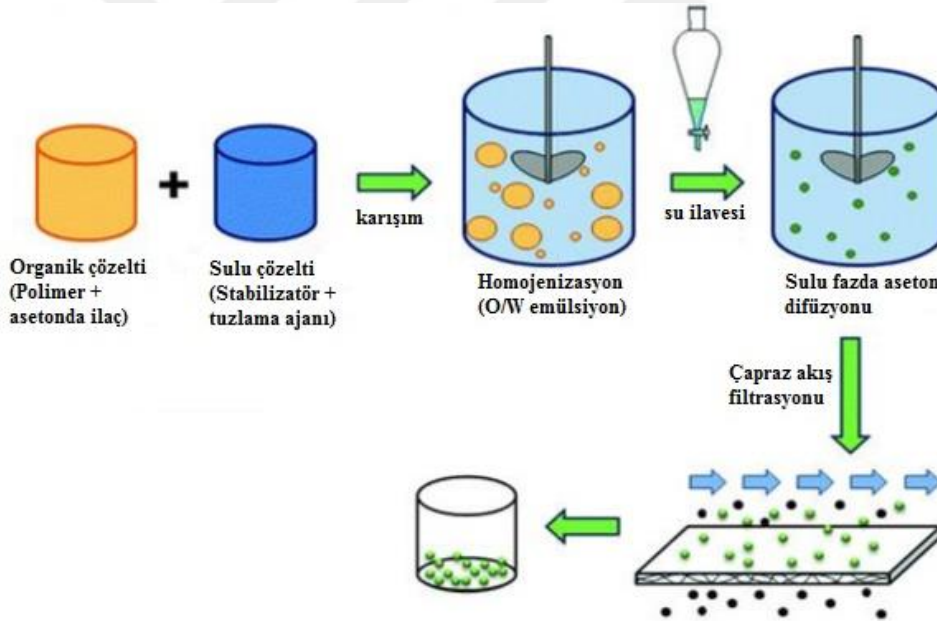 Organik çözelti
(Polimer +
asetonda ilaç)
+
Sulu çözelti
(Stabilizatör +
tuzlama ajanı)
karışım
Homojenizasyon
(O/W emülsiyon)
su ilavesi
Sulu fazda aseton
difüzyonu
Çapraz akış
filtrasyonu